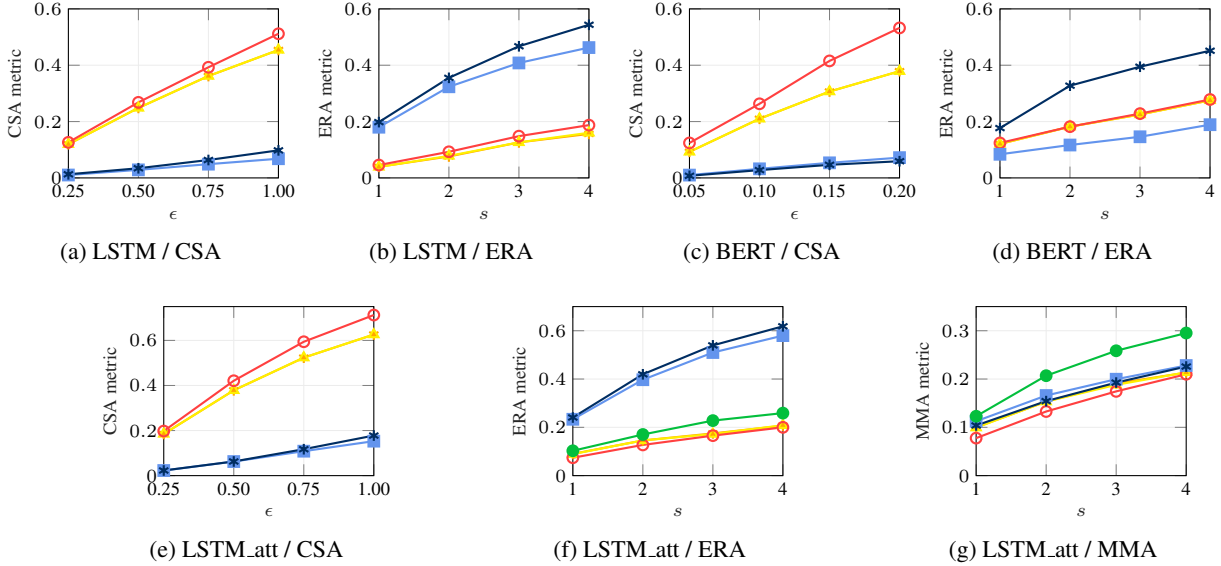 0.6
0.4
0.2
0
CSA metric
0.25 0.50 0.75 1.00
ϵ
(a) LSTM / CSA
0.6
0.4
0.2
0
ERA metric
1 2 3 4
s
(b) LSTM / ERA
0.6
0.4
0.2
0
CSA metric
0.05 0.10 0.15 0.20
ϵ
(c) BERT / CSA
0.6
0.4
0.2
0
ERA metric
1 2 3 4
s
(d) BERT / ERA
0.6
0.4
0.2
0
CSA metric
0.25 0.50 0.75 1.00
ϵ
(e) LSTM_att / CSA
0.6
0.4
0.2
0
ERA metric
1 2 3 4
s
(f) LSTM_att / ERA
0.3
0.2
0.1
0
MMA metric
1 2 3 4
s
(g) LSTM_att / MMA